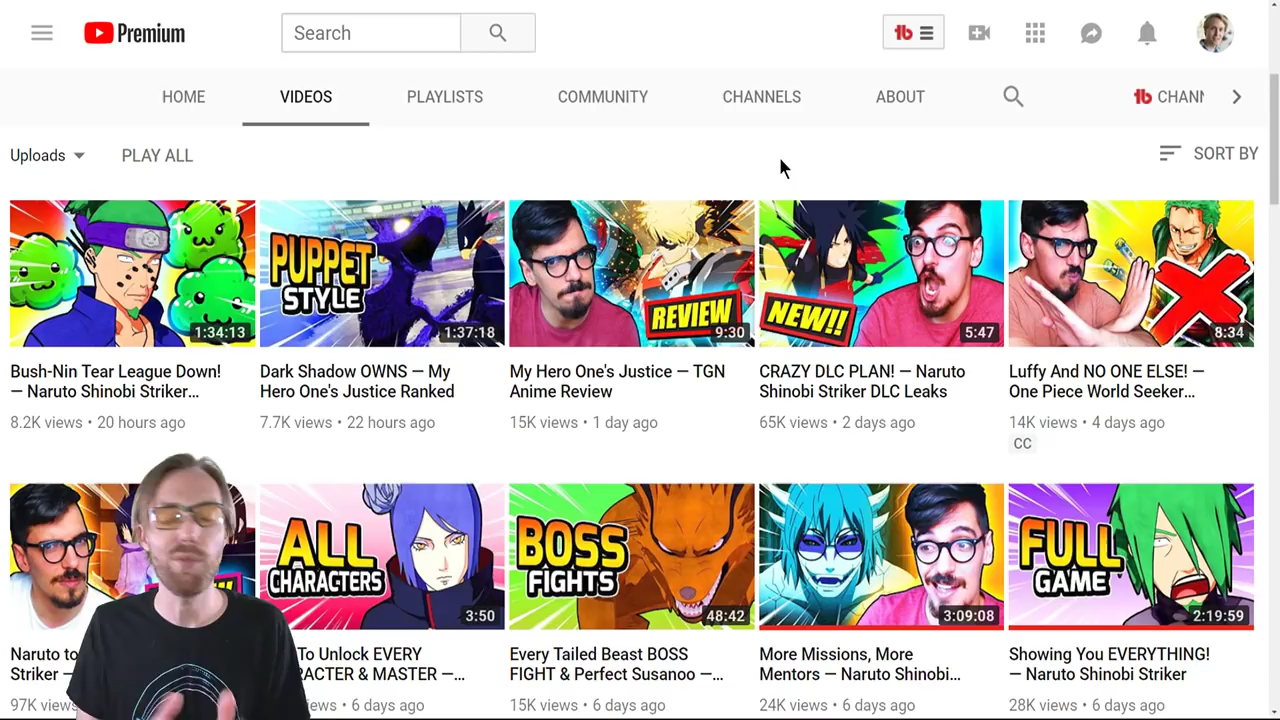 Premium
Search
HOME
VIDEOS
PLAYLISTS
COMMUNITY
CHANNELS
ABOUT
CHANN
Uploads
PLAY ALL
SORT BY
1:34:13
PUPPET
STYLE
1:37:18
REVIEW
9:30
NEW!!
5:47
8:34
Bush-Nin Tear League Down!
— Naruto Shinobi Striker...
8.2K views • 20 hours ago
Dark Shadow OWNS — My
Hero One's Justice Ranked
7.7K views • 22 hours ago
My Hero One's Justice — TGN
Anime Review
15K views • 1 day ago
CRAZY DLC PLAN! — Naruto
Shinobi Striker DLC Leaks
65K views • 2 days ago
Luffy And NO ONE ELSE! —
One Piece World Seeker...
14K views • 4 days ago
CC
ALL
CHARACTERS
3:50
BOSS
FIGHTS
48:42
3:09:08
FULL
GAME
2:19:59
Naruto to
Striker —
97K views
To Unlock EVERY
RACTER & MASTER —...
views • 6 days ago
Every Tailed Beast BOSS
FIGHT & Perfect Susanoo —...
15K views • 6 days ago
More Missions, More
Mentors — Naruto Shinobi...
24K views • 6 days ago
Showing You EVERYTHING!
— Naruto Shinobi Striker
28K views • 6 days ago